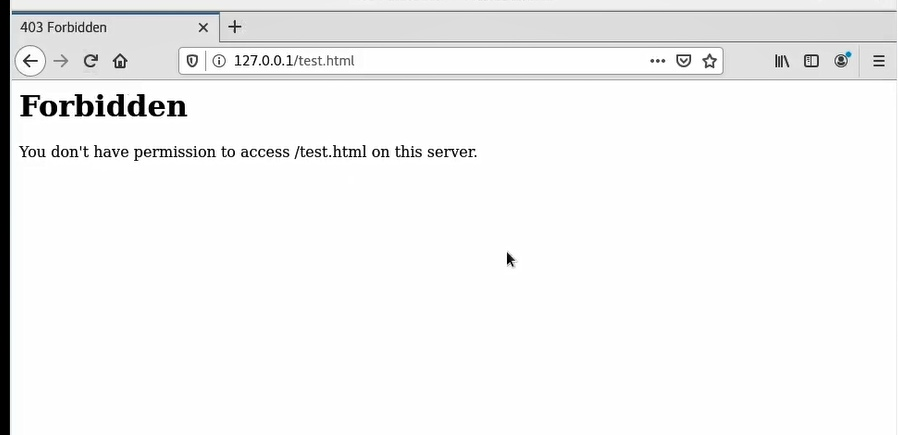 403 Forbidden
127.0.0.1/test.html
Forbidden
You don't have permission to access /test.html on this server.